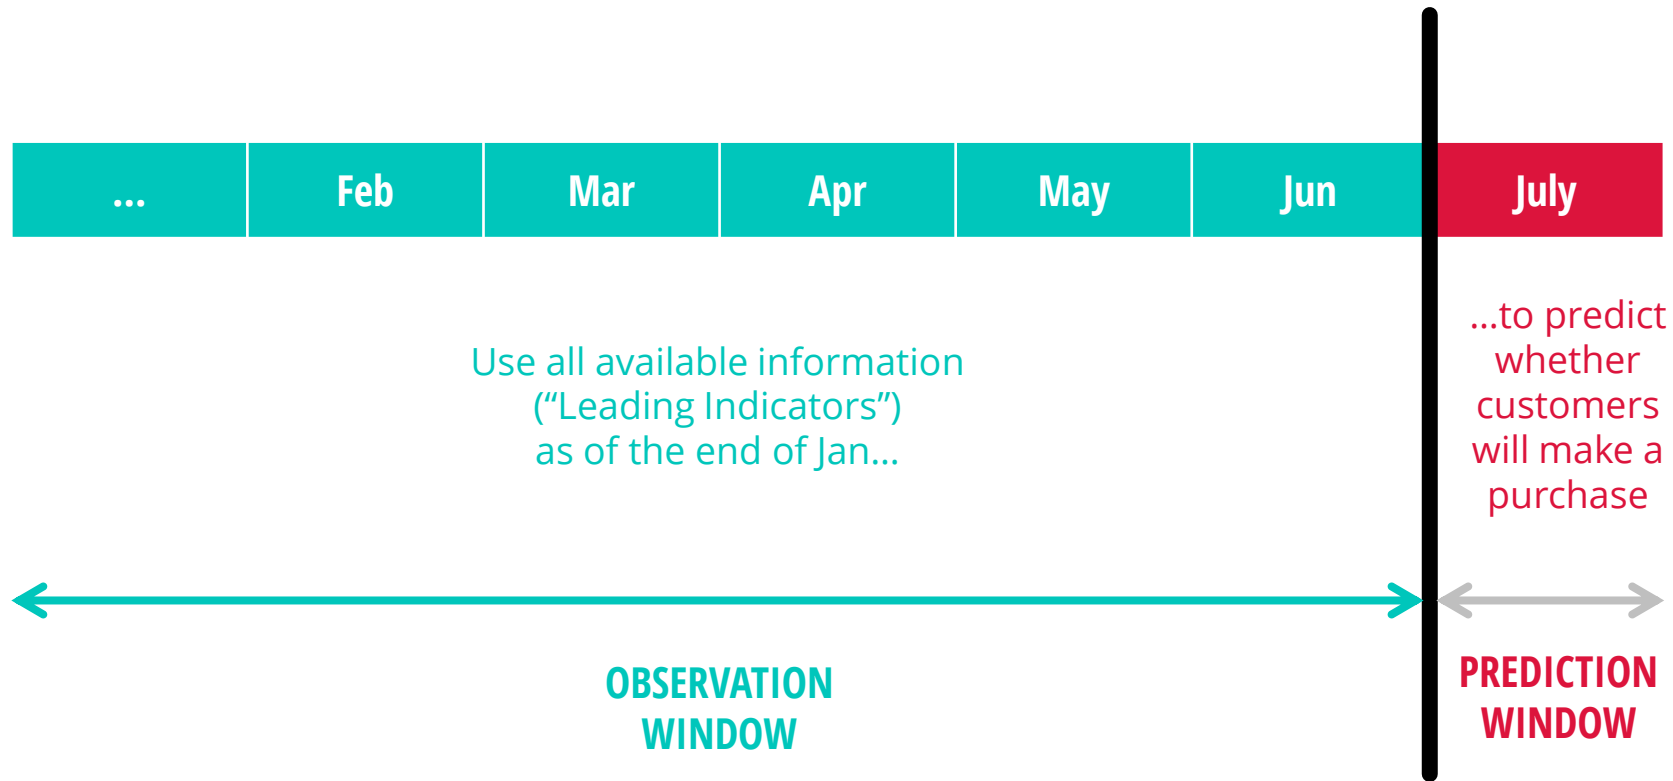 ...
Feb
Mar
Apr
May
Jun
July
Use all available information
(“Leading Indicators”)
as of the end of Jan...
...to predict
whether
customers
will make a
purchase
OBSERVATION
WINDOW
PREDICTION
WINDOW